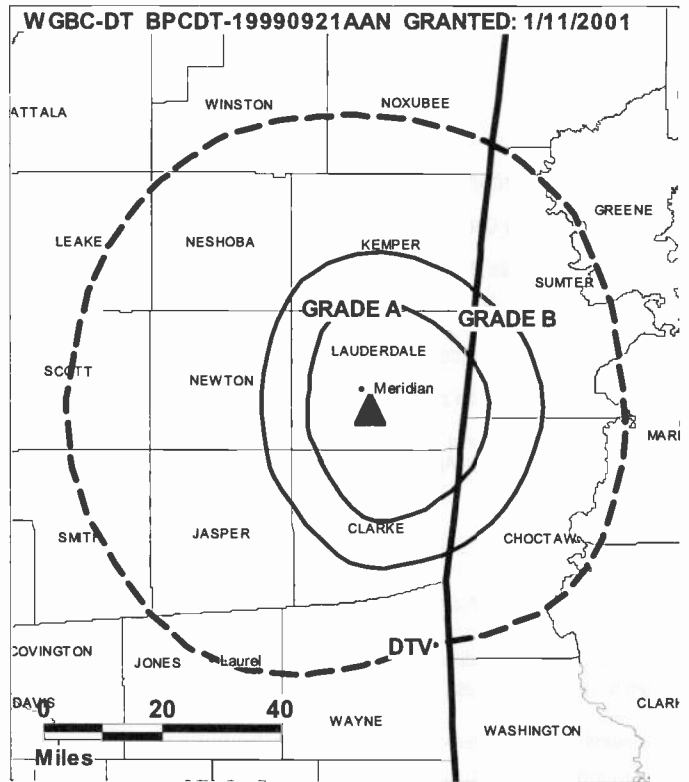 WGBC-DT BPCDT-19990921AAN GRANTED: 1/11/2001
ATTALA
WINSTON
NOXUBEE
GREENE
LEAKE
NESHOBA
KEMPER
SUMTER
GRADE A
GRADE B
LAUDERDALE
SCOTT
NEWTON
Meridian
MARE
SMITH
JASPER
CLARKE
CHOCTAW
DTV
COVINGTON
JONES
Laurel
DAVIS
0 20 40
WAYNE
WASHINGTON
CLARK
Miles